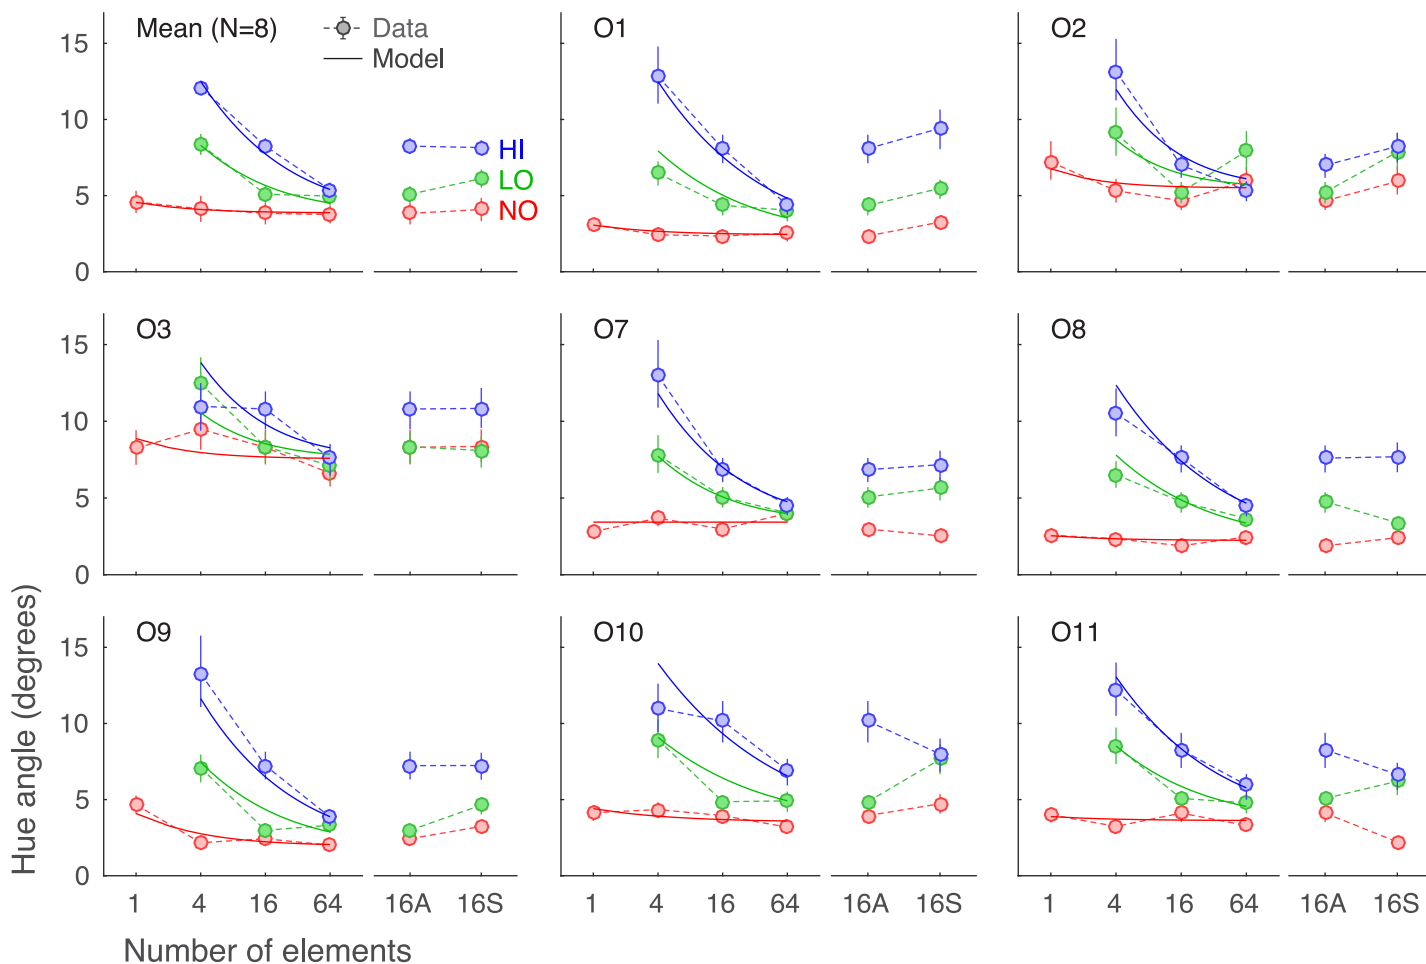 Mean (N=8)
Data
Model
O1
O2
15
10
5
0
HI
LO
NO
O3
O7
O8
15
10
5
0
O9
O10
O11
15
10
5
0
1 4 16 64 16A 16S
1 4 16 64 16A 16S
1 4 16 64 16A 16S
Hue angle (degrees)
Number of elements